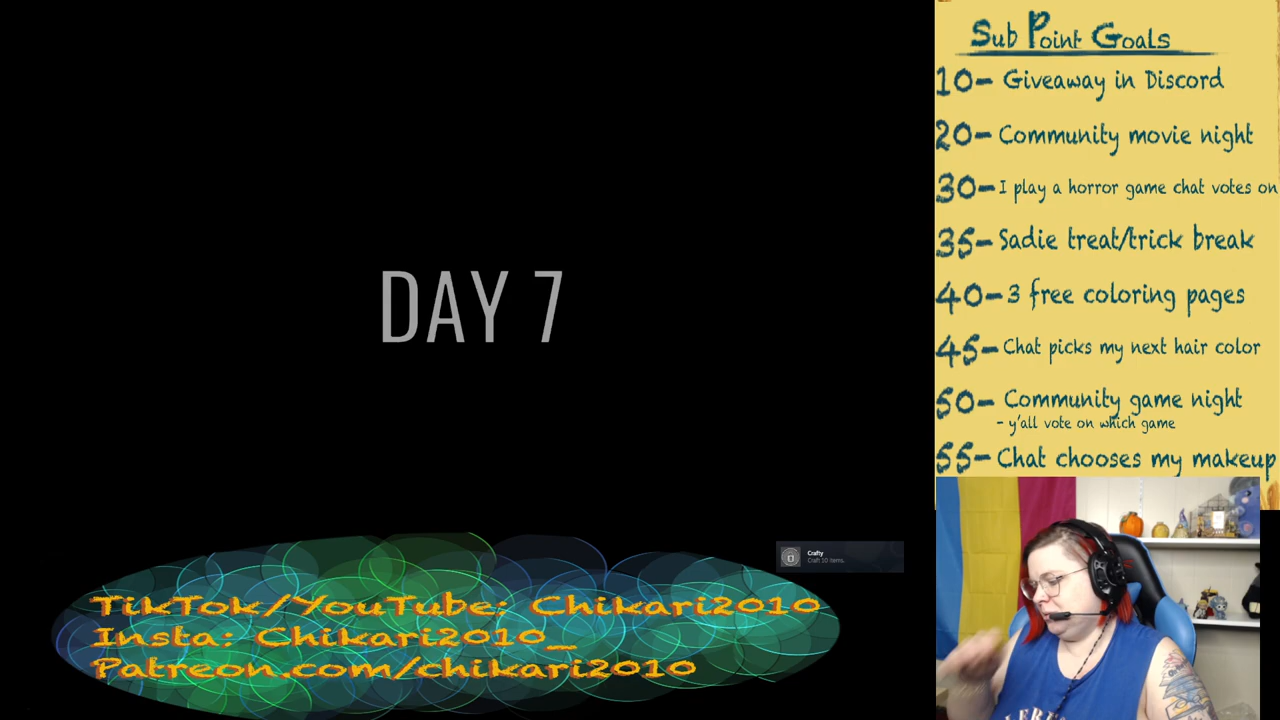 Sub Point Goals
10- Giveaway in Discord
20- Community movie night
30- I play a horror game chat votes on
35- Sadie treat/trick break
40- 3 free coloring pages
45- Chat picks my next hair color
50- Community game night
- y'all vote on which game
55- Chat chooses my makeup
DAY 7
Crafty
Craft 10 items.
TikTok/YouTube: Chikari2010
Insta: Chikari2010_
Patreon.com/chikari2010